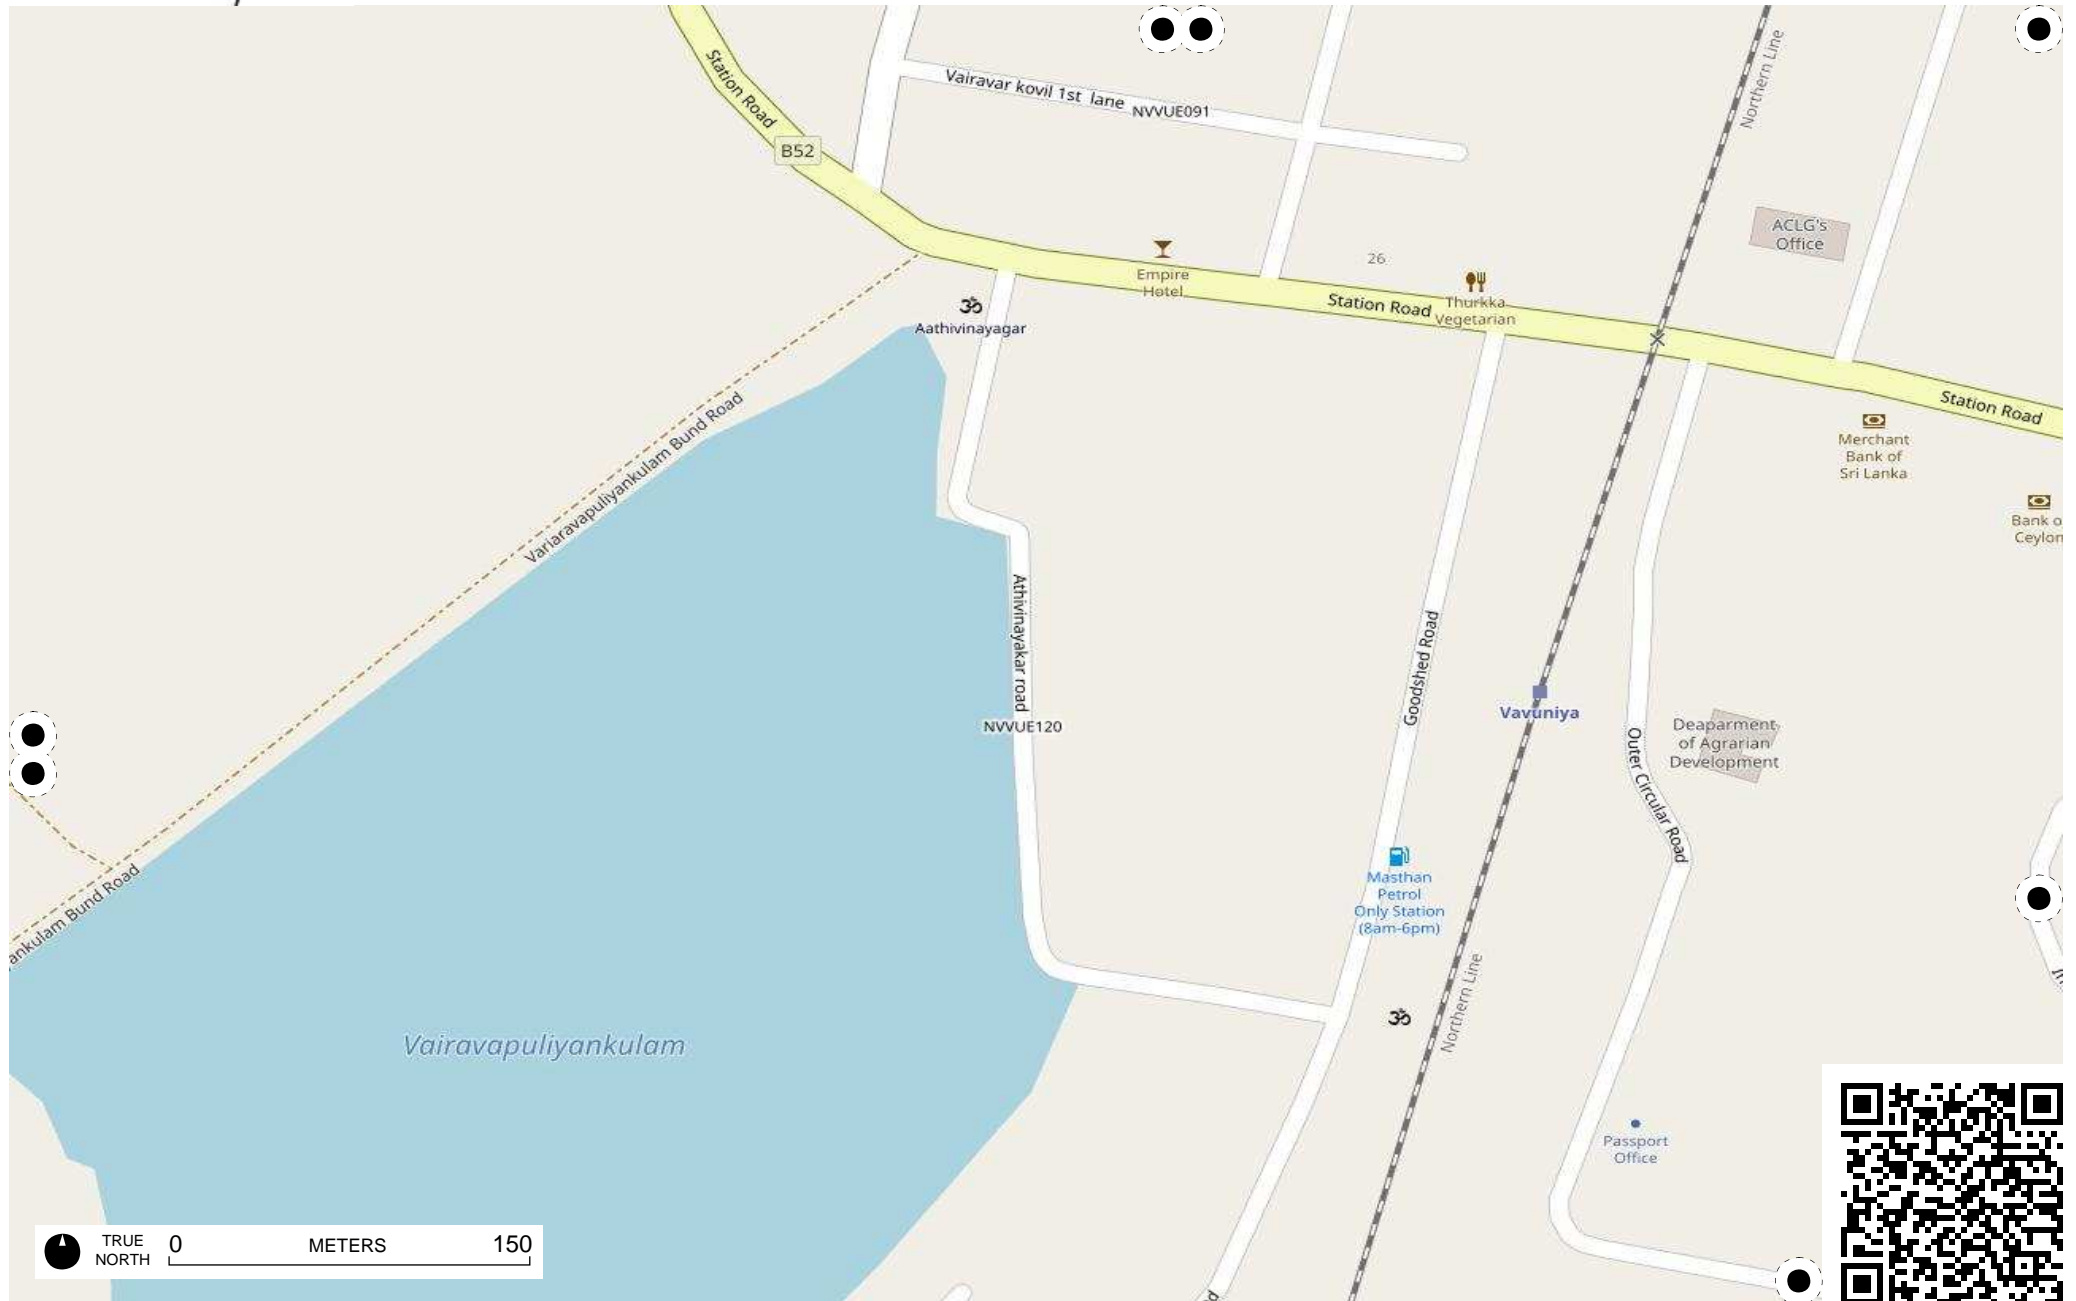 Station Road
B52
Vairavar kovil 1st lane
NVVUE091
Northern Line
ACLG's
Office
26
Empire
Hotel
Thurkka
Vegetarian
Station Road
ॐ
Aathivinayagar
Station Road
Merchant
Bank of
Sri Lanka
Bank o
Ceylon
Variaravapuliyankulam Bund Road
Athivinayakar road
NVVUE120
Goodshed Road
Vavuniya
Deaparment
of Agrarian
Development
Outer Circular Road
Masthan
Petrol
Only Station
(8am-6pm)
ankulam Bund Road
ॐ
Northern Line
Vairavapuliyankulam
Passport
Office
TRUE
NORTH
0 METERS 150
d